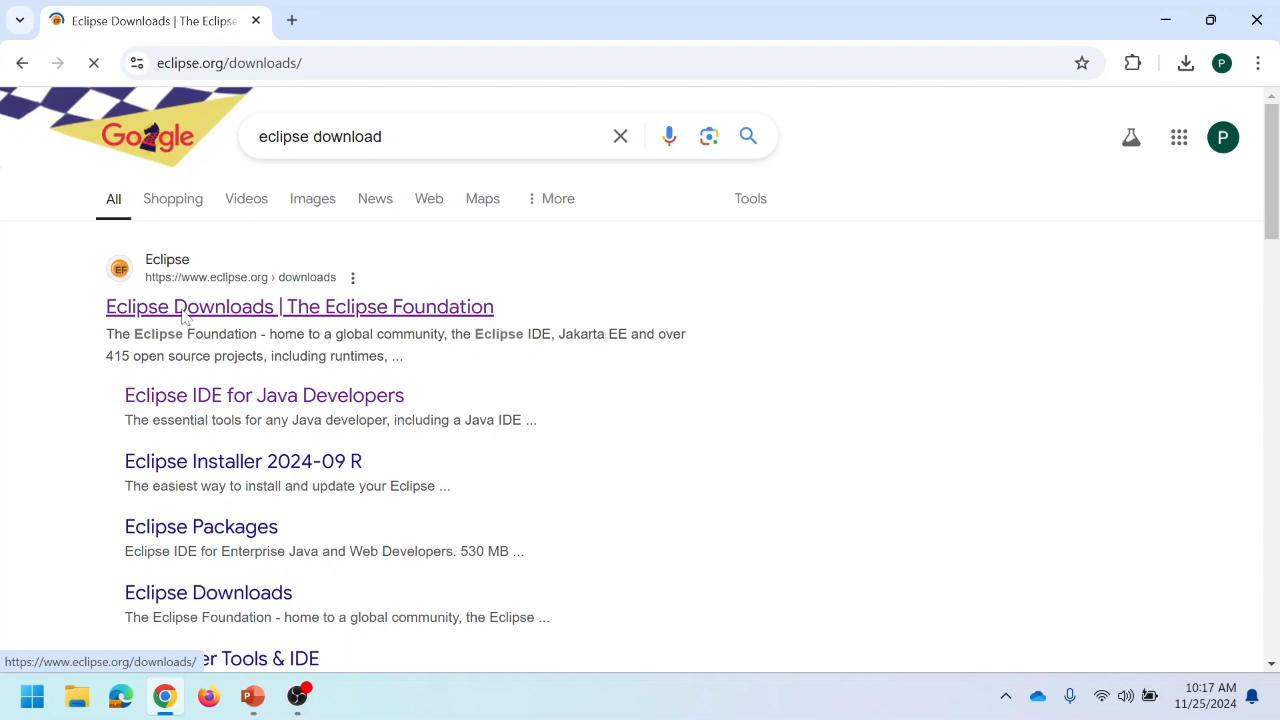 Eclipse Downloads | The Eclipse
eclipse.org/downloads/
P
Google
eclipse download
P
All Shopping Videos Images News Web Maps More Tools
Eclipse
https://www.eclipse.org › downloads
Eclipse Downloads | The Eclipse Foundation
The Eclipse Foundation - home to a global community, the Eclipse IDE, Jakarta EE and over
415 open source projects, including runtimes, ...
Eclipse IDE for Java Developers
The essential tools for any Java developer, including a Java IDE ...
Eclipse Installer 2024-09 R
The easiest way to install and update your Eclipse ...
Eclipse Packages
Eclipse IDE for Enterprise Java and Web Developers. 530 MB ...
Eclipse Downloads
The Eclipse Foundation - home to a global community, the Eclipse ...
er Tools & IDE
https://www.eclipse.org/downloads/
10:17 AM
11/25/2024